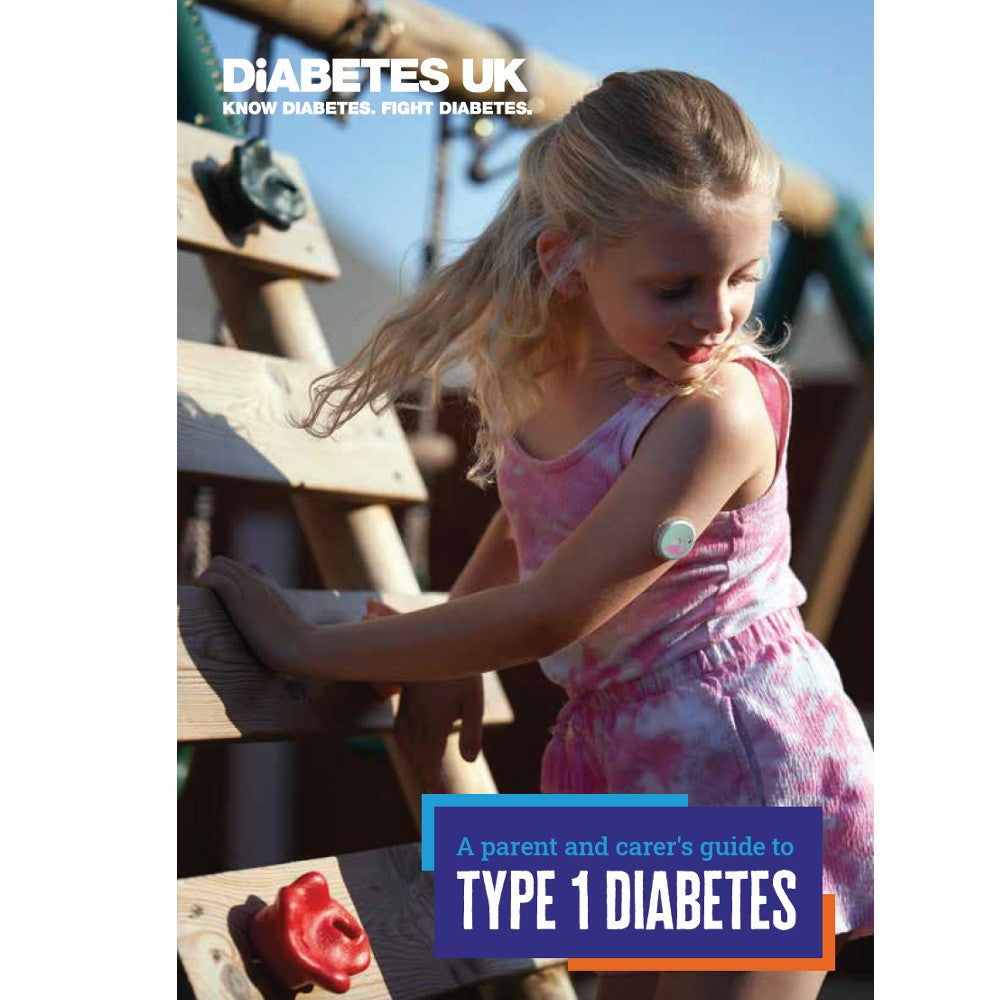 DiABETES UK
KNOW DIABETES. FIGHT DIABETES.
A parent and carer's guide to
TYPE 1 DIABETES